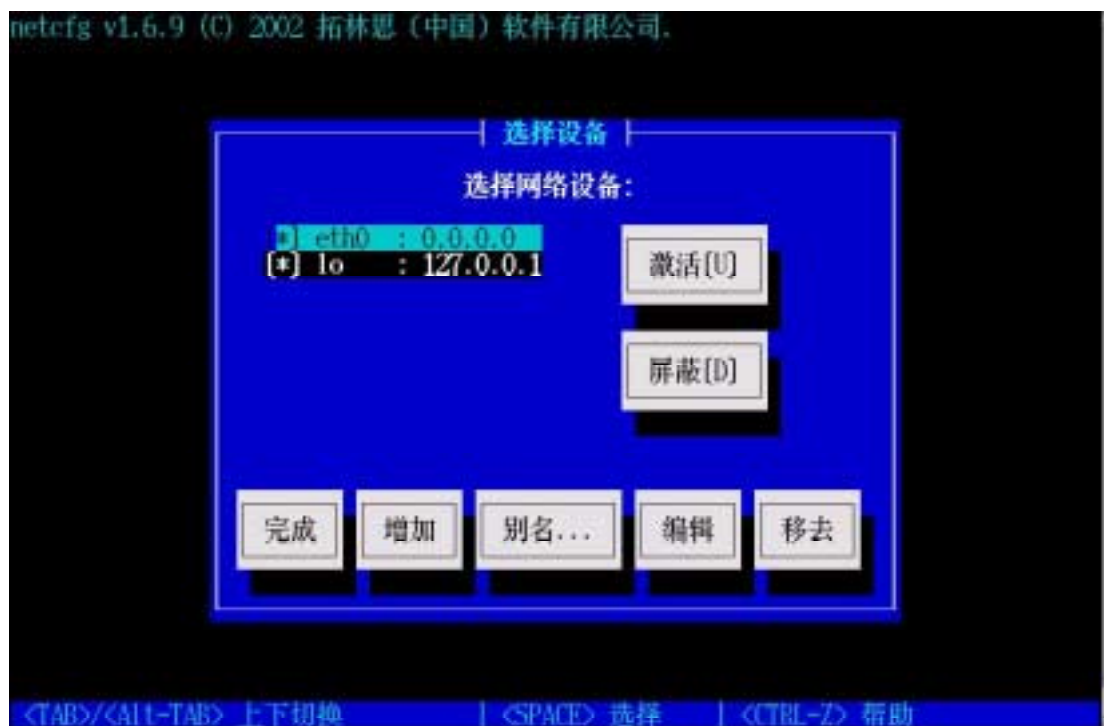 netcfg v1.6.9 (C) 2002 拓林思（中国）软件有限公司.
选择设备
选择网络设备:
*] eth0 : 0.0.0.0
[*] lo : 127.0.0.1
激活[U]
屏蔽[D]
完成 增加 别名... 编辑 移去
<TAB>/<Alt-TAB> 上下切换 | <SPACE> 选择 | <CTRL-Z> 帮助